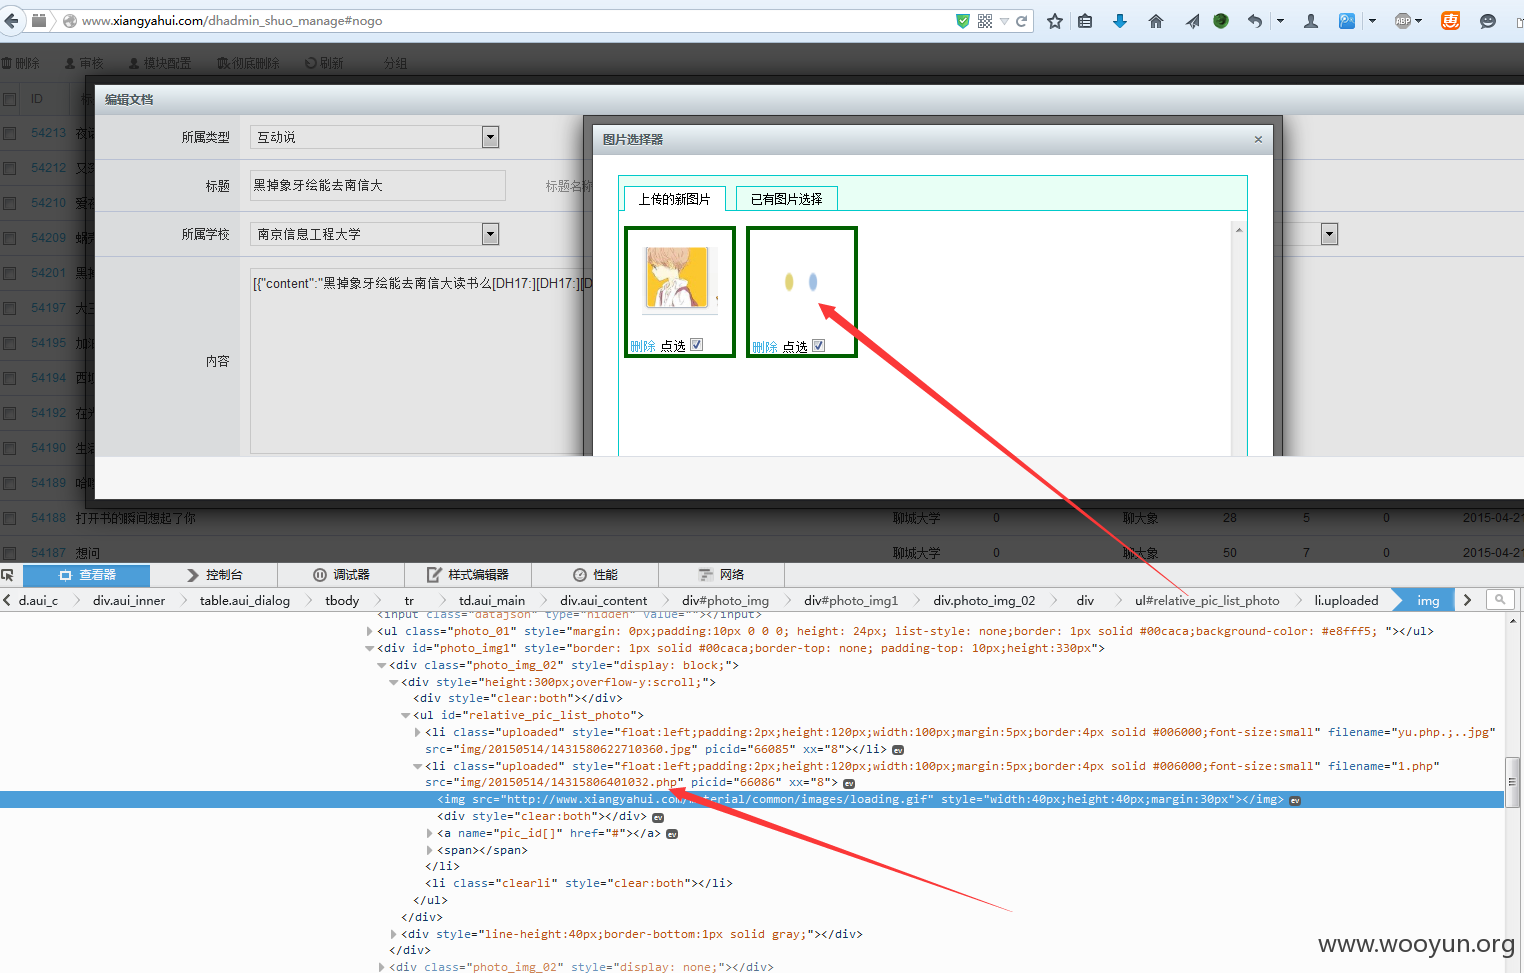 www.xiangyahui.com/dhadmin_shuo_manage#nogo
删除 审核 模块配置 彻底删除 刷新 分组
ID
编辑文档
图片选择器 ×
所属类型 互动说
标题 黑掉象牙绘能去南信大 标题名称
所属学校 南京信息工程大学
内容 [{"content":"黑掉象牙绘能去南信大读书么[DH17:][DH17:][D
上传的新图片 已有图片选择
删除 点选 删除 点选
54213 夜
54212 又
54210 爱在
54209 蜗
54201 黑掉
54197 大三
54195 加油
54194 西
54192 在
54190 生活
54189 哈
54188 打开书的瞬间想起了你 聊城大学 0 聊大象 28 5 0 2015-04-21
54187 想问 聊城大学 0 聊大象 50 7 0 2015-04-21
查看器 控制台 调试器 样式编辑器 性能 网络
d.aui_c div.aui_inner table.aui_dialog tbody tr td.aui_main div.aui_content div#photo_img div#photo_img1 div.photo_img_02 div ul#relative_pic_list_photo li.uploaded img
<input class="datajson" type="hidden" value=""></input>
<ul class="photo_01" style="margin: 0px;padding:10px 0 0 0; height: 24px; list-style: none;border: 1px solid #00caca;background-color: #e8fff5; "></ul>
<div id="photo_img1" style="border: 1px solid #00caca;border-top: none; padding-top: 10px;height:330px">
<div class="photo_img_02" style="display: block;">
<div style="height:300px;overflow-y:scroll;">
<div style="clear:both"></div>
<ul id="relative_pic_list_photo">
<li class="uploaded" style="float:left;padding:2px;height:120px;width:100px;margin:5px;border:4px solid #006000;font-size:small" filename="yu.php.;..jpg"
src="img/20150514/1431580622710360.jpg" picid="66085" xx="8"></li> ev
<li class="uploaded" style="float:left;padding:2px;height:120px;width:100px;margin:5px;border:4px solid #006000;font-size:small" filename="1.php"
src="img/20150514/14315806401032.php" picid="66086" xx="8"> ev
<img src="http://www.xiangyahui.com/material/common/images/loading.gif" style="width:40px;height:40px;margin:30px"></img> ev
<div style="clear:both"></div> ev
<a name="pic_id[]" href="#"></a> ev
<span></span>
</li>
<li class="clearli" style="clear:both"></li>
</ul>
</div>
<div style="line-height:40px;border-bottom:1px solid gray;"></div>
</div>
<div class="photo_img_02" style="display: none;"></div>
www.wooyun.org